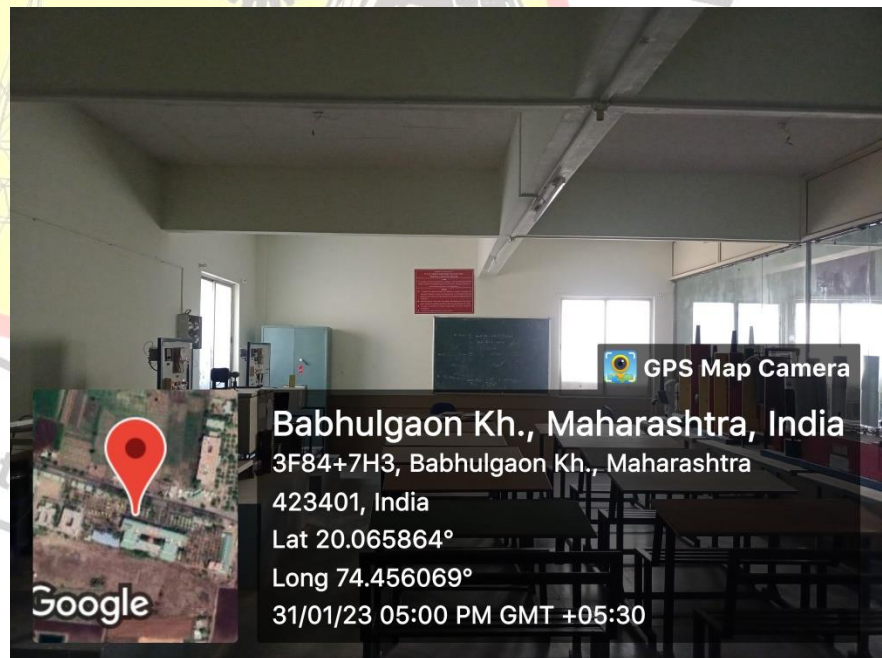 GPS Map Camera
Babhulgaon Kh., Maharashtra, India
3F84+7H3, Babhulgaon Kh., Maharashtra
423401, India
Lat 20.065864°
Long 74.456069°
31/01/23 05:00 PM GMT +05:30
Google